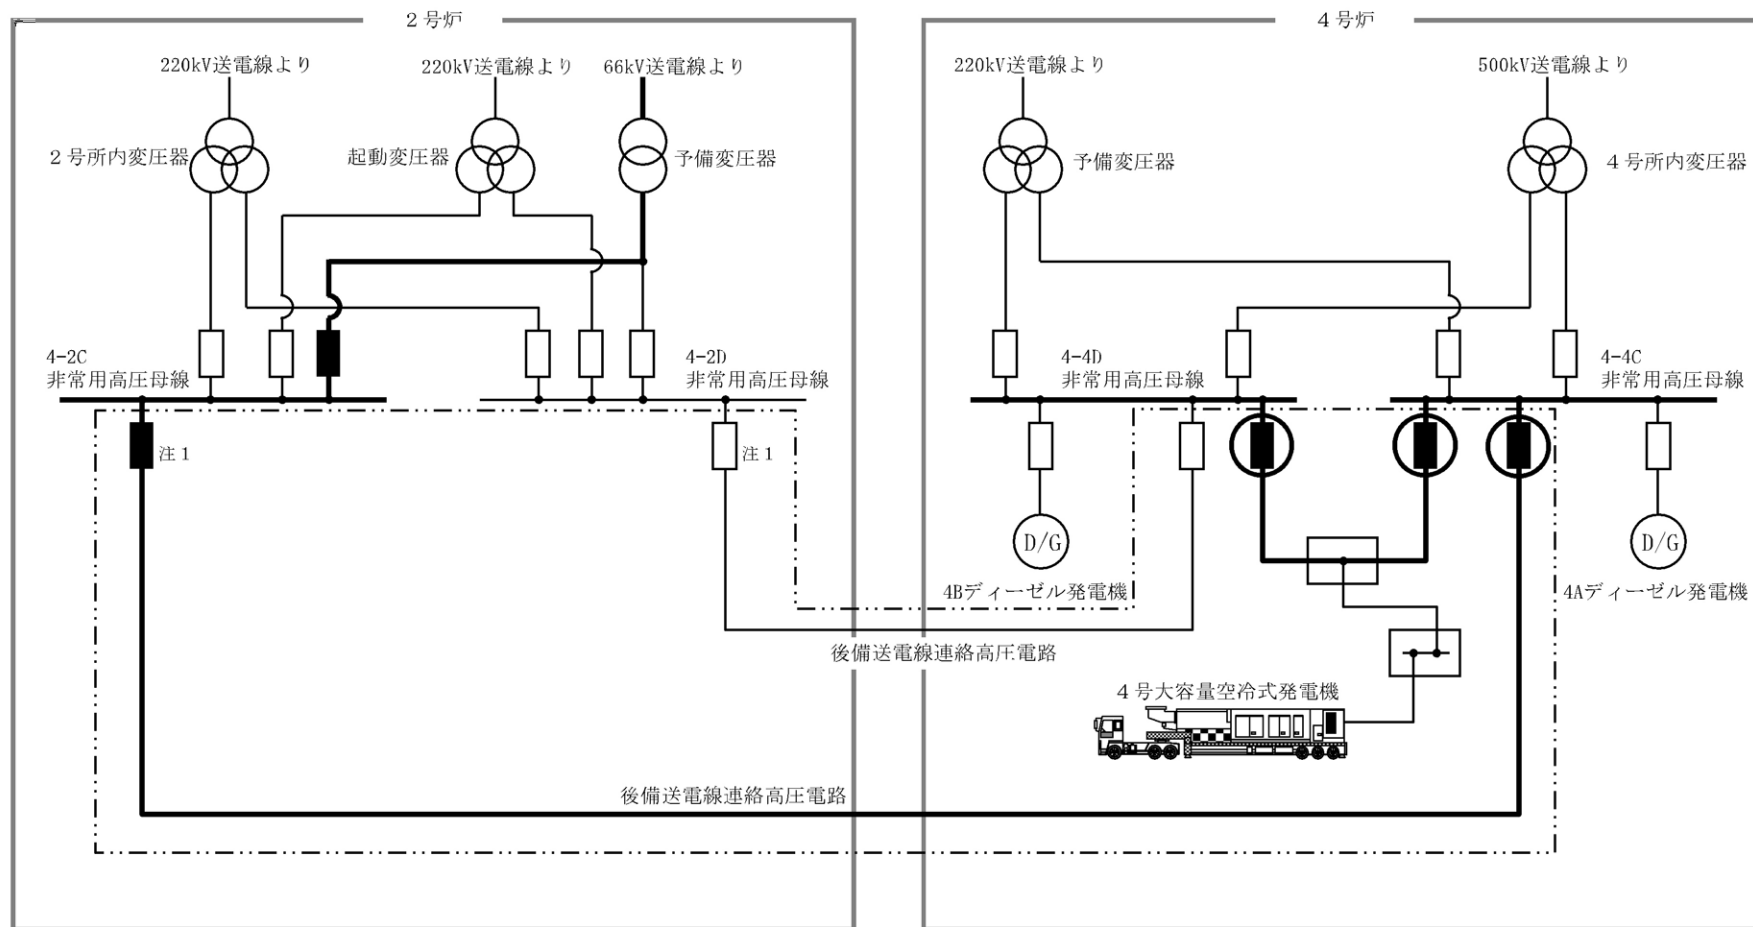 ２号炉
４号炉
220kV送電線より
220kV送電線より
66kV送電線より
220kV送電線より
500kV送電線より
２号所内変圧器
起動変圧器
予備変圧器
予備変圧器
４号所内変圧器
4-2C
非常用高圧母線
4-2D
非常用高圧母線
4-4D
非常用高圧母線
4-4C
非常用高圧母線
注１
注１
D/G
D/G
4Bディーゼル発電機
4Aディーゼル発電機
後備送電線連絡高圧電路
４号大容量空冷式発電機
後備送電線連絡高圧電路